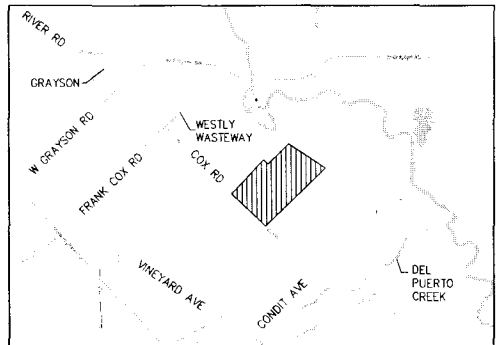 RIVER RD
GRAYSON
W GRAYSON RD
FRANK COX RD
WESTLY
WASTEWAY
COX RD
VINEYARD AVE
CONDIT AVE
DEL
PUERTO
CREEK